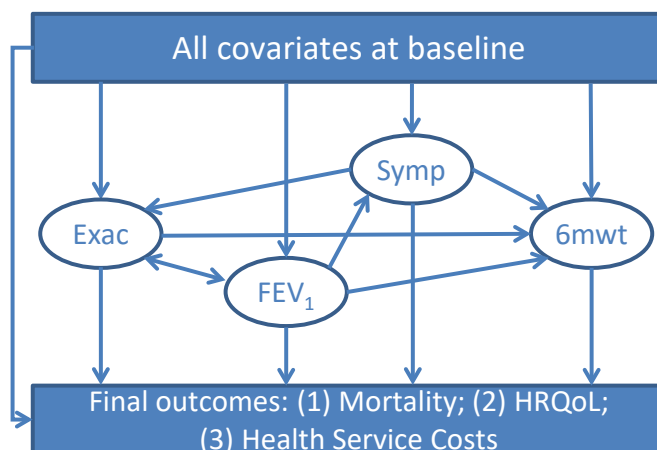 All covariates at baseline
Symp
Exac
6mwt
FEV₁
Final outcomes: (1) Mortality; (2) HRQoL;
(3) Health Service Costs